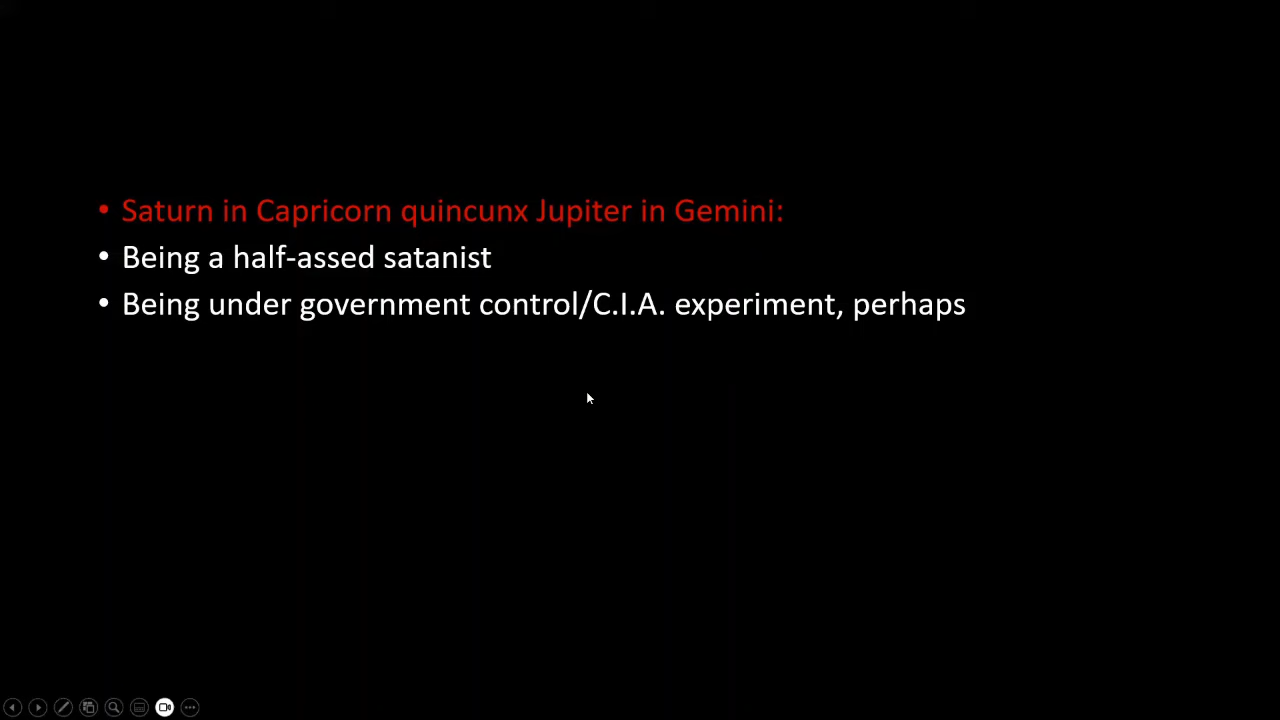 • Saturn in Capricorn quincunx Jupiter in Gemini:
• Being a half-assed satanist
• Being under government control/C.I.A. experiment, perhaps